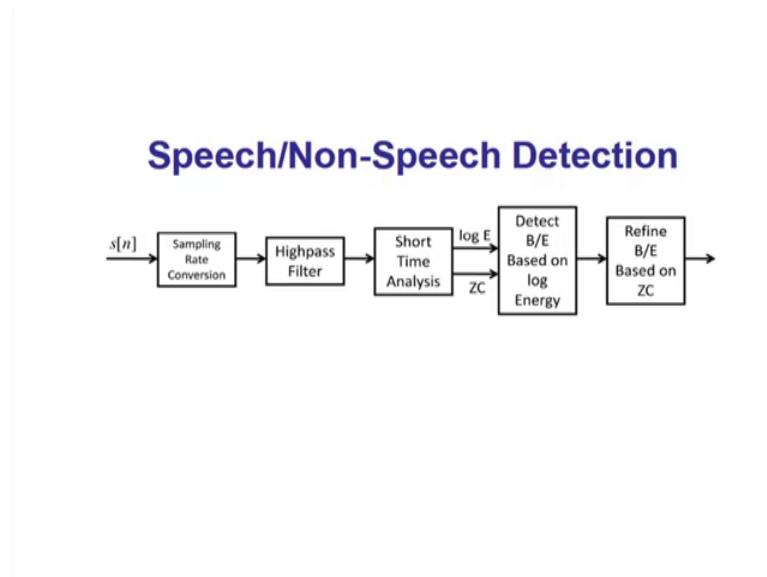 Speech/Non-Speech Detection
s[n]
Sampling
Rate
Conversion
Highpass
Filter
Short
Time
Analysis
log E
ZC
Detect
B/E
Based on
log
Energy
Refine
B/E
Based on
ZC